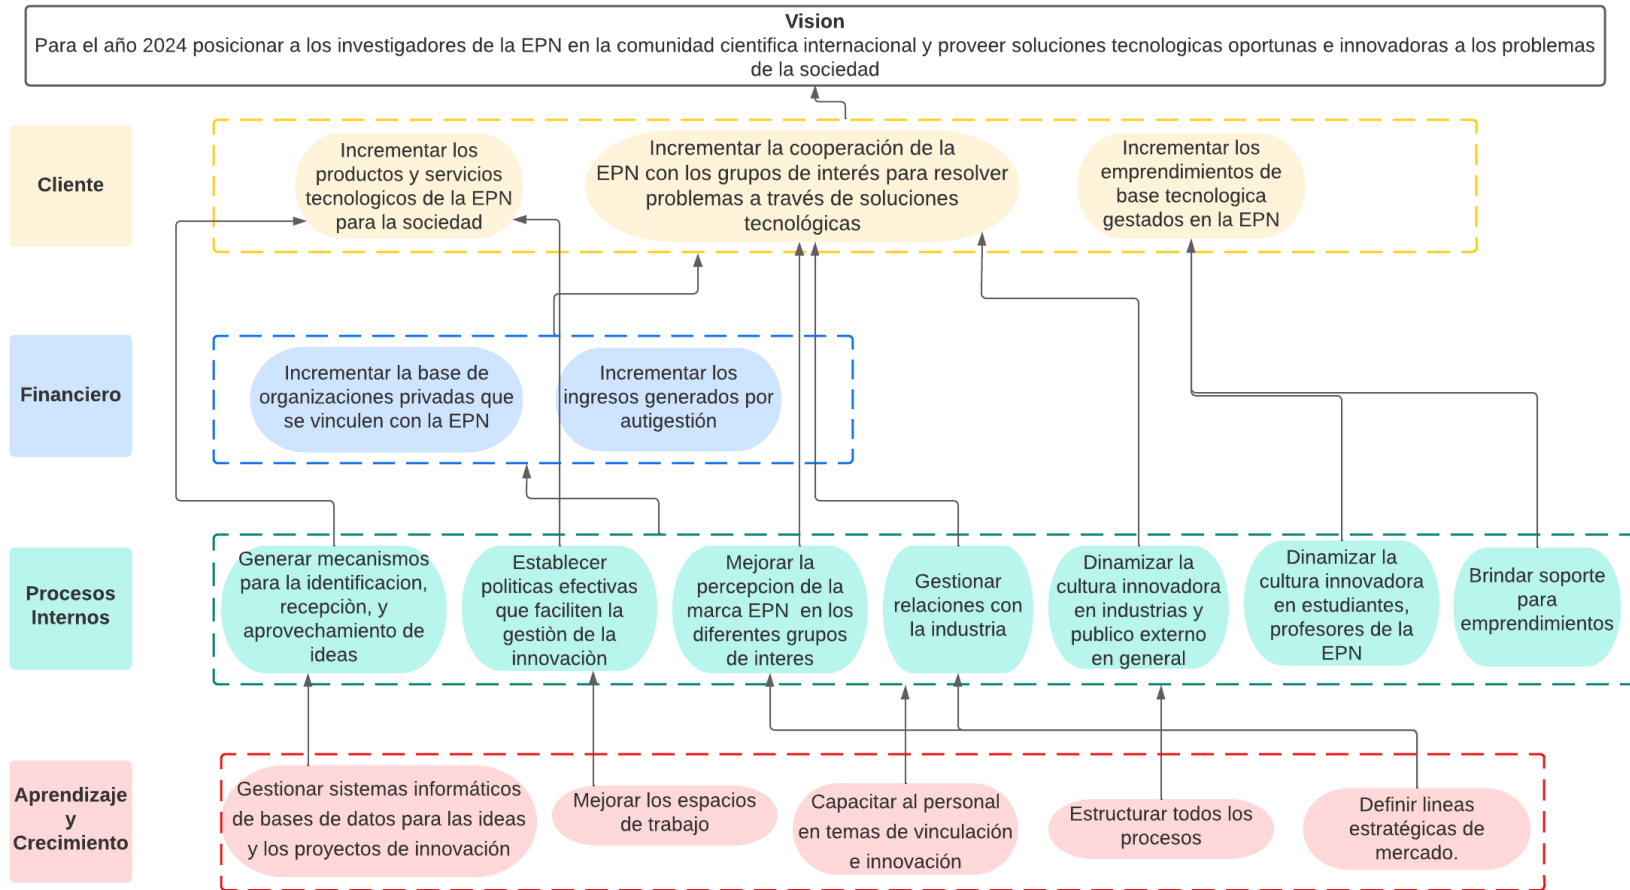 Vision
Para el año 2024 posicionar a los investigadores de la EPN en la comunidad cientifica internacional y proveer soluciones tecnologicas oportunas e innovadoras a los problemas
de la sociedad
Cliente
Incrementar los
productos y servicios
tecnologicos de la EPN
para la sociedad
Incrementar la cooperación de la
EPN con los grupos de interés para resolver
problemas a través de soluciones
tecnológicas
Incrementar los
emprendimientos de
base tecnologica
gestados en la EPN
Financiero
Incrementar la base de
organizaciones privadas que
se vinculen con la EPN
Incrementar los
ingresos generados por
autigestión
Procesos
Internos
Generar mecanismos
para la identificacion,
recepciòn, y
aprovechamiento de
ideas
Establecer
politicas efectivas
que faciliten la
gestiòn de la
innovaciòn
Mejorar la
percepcion de la
marca EPN  en los
diferentes grupos
de interes
Gestionar
relaciones con
la industria
Dinamizar la
cultura innovadora
en industrias y
publico externo
en general
Dinamizar la
cultura innovadora
en estudiantes,
profesores de la
EPN
Brindar soporte
para
emprendimientos
Aprendizaje
y
Crecimiento
Gestionar sistemas informáticos
de bases de datos para las ideas
y los proyectos de innovación
Mejorar los espacios
de trabajo
Capacitar al personal
en temas de vinculación
e innovación
Estructurar todos los
procesos
Definir lineas
estratégicas de
mercado.